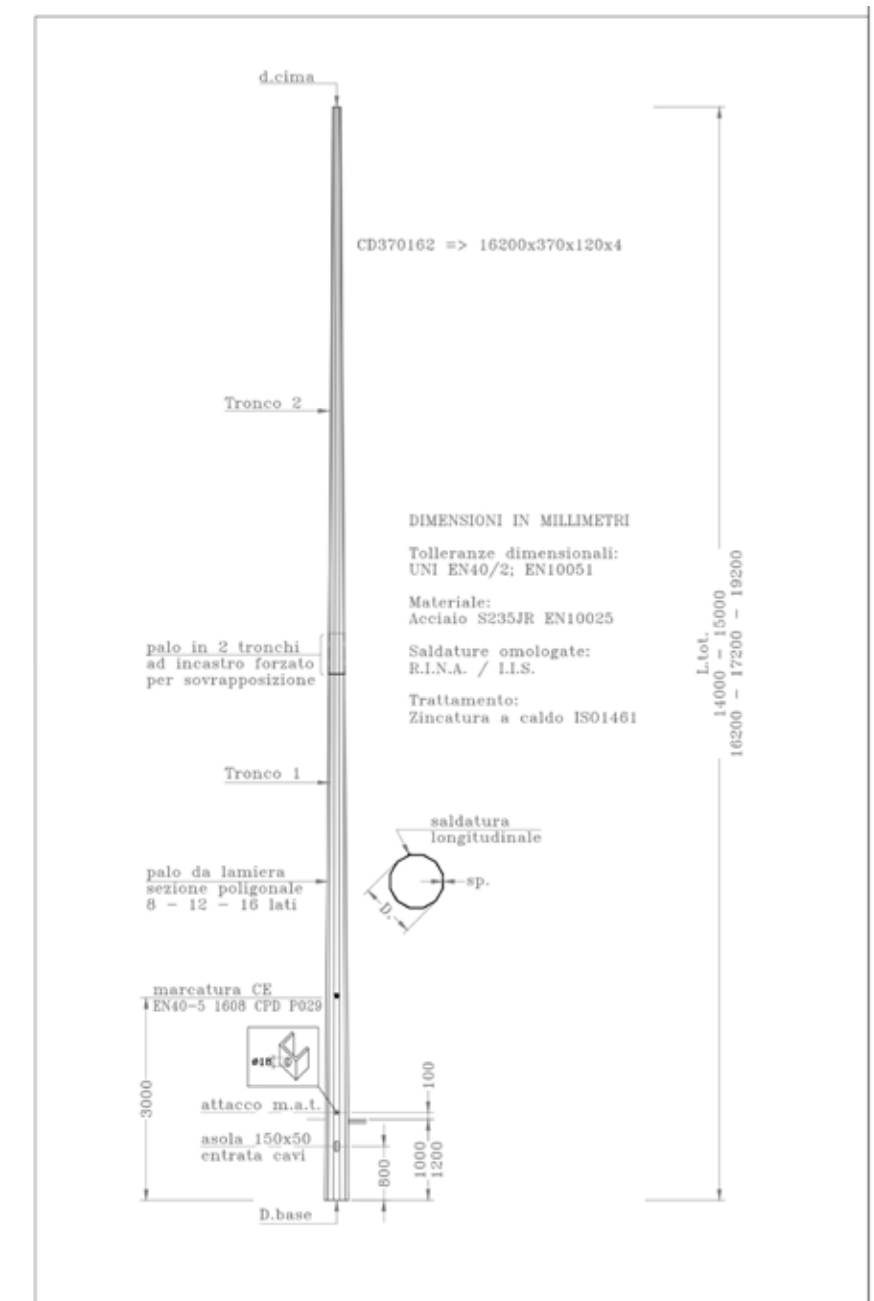 d.cima
CD370162 => 16200x370x120x4
Tronco 2
DIMENSIONI IN MILLIMETRI
Tolleranze dimensionali:
UNI EN40/2; EN10051
Materiale:
Acciaio S235JR EN10025
Saldature omologate:
R.I.N.A. / I.I.S.
Trattamento:
Zincatura a caldo ISO1461
L.tot.
14000 - 15000
16200 - 17200 - 19200
palo in 2 tronchi
ad incastro forzato
per sovrapposizione
Tronco 1
saldatura
longitudinale
sp.
D.
palo da lamiera
sezione poligonale
8 - 12 - 16 lati
marcatura CE
EN40-5 1608 CPD P029
ø18
3000
100
attacco m.a.t.
asola 150x50
entrata cavi
800
1000
1200
D.base